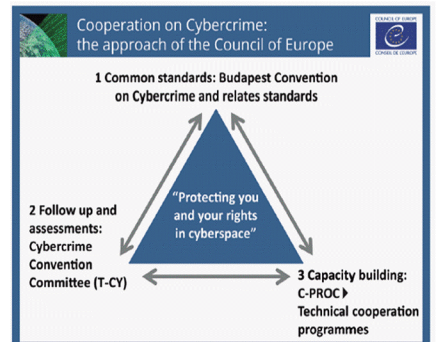 Cooperation on Cybercrime:
the approach of the Council of Europe
COUNCIL OF EUROPE
CONSEIL DE L'EUROPE
1 Common standards: Budapest Convention
on Cybercrime and relates standards
"Protecting you
and your rights
in cyberspace"
2 Follow up and
assessments:
Cybercrime
Convention
Committee (T-CY)
3 Capacity building:
C-PROC
Technical cooperation
programmes